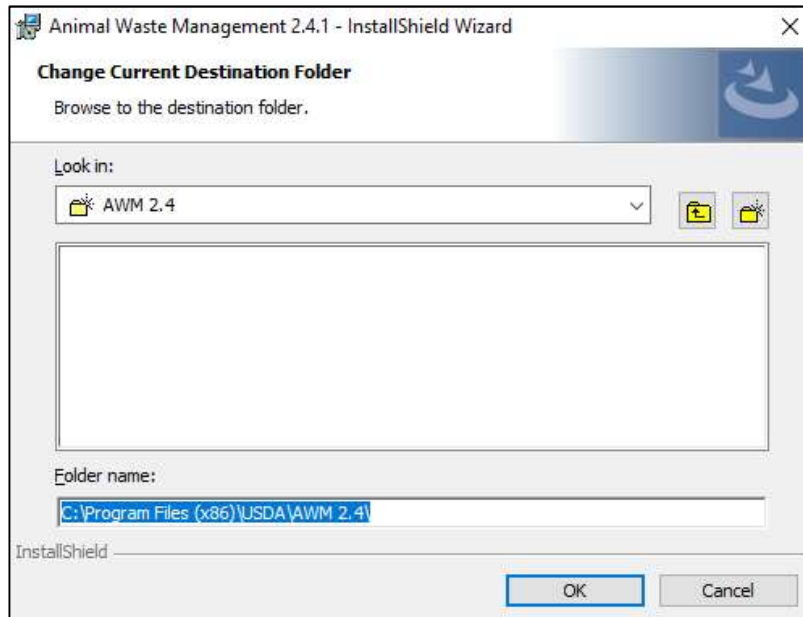 Animal Waste Management 2.4.1 - InstallShield Wizard
Change Current Destination Folder
Browse to the destination folder.
Look in:
AWM 2.4
Folder name:
C:\Program Files (x86)\USDA\AWM 2.4\
InstallShield
OK Cancel